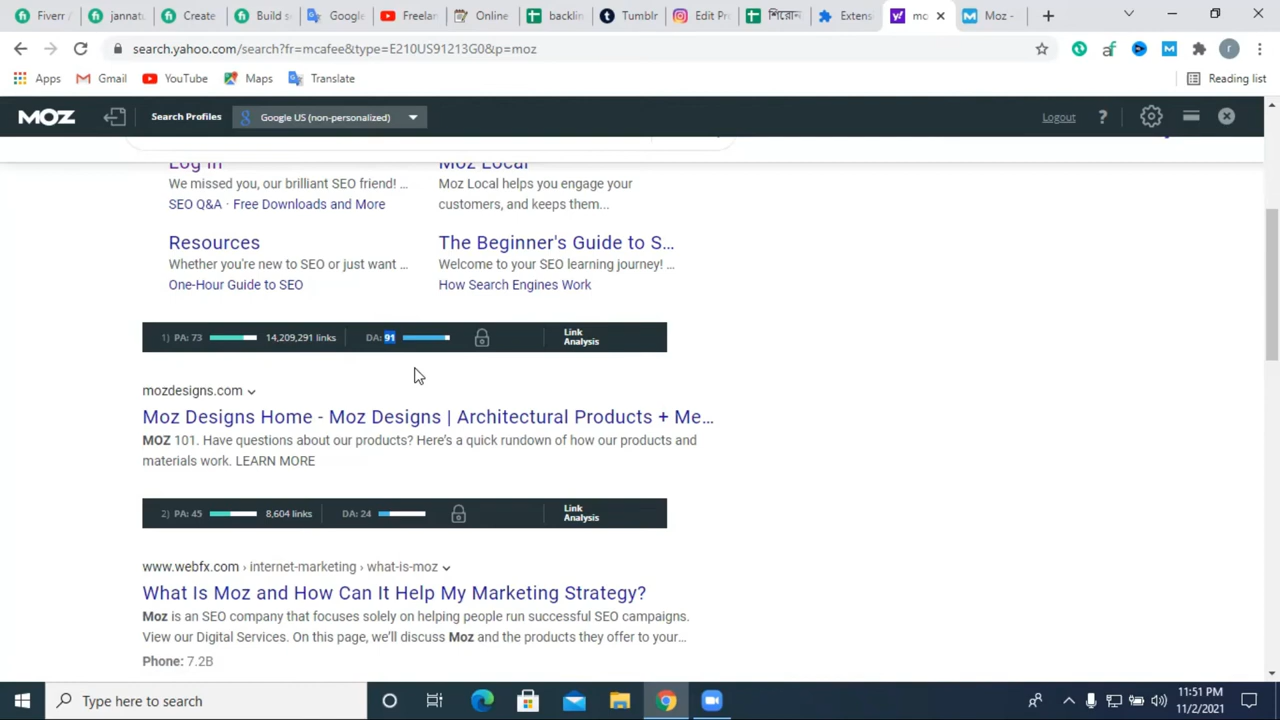 Fiverr /
jannatu
Create
Build s
Google
Freelan
Online
backlin
Tumblr
Edit Pr
শিরোন
Extens
mo
Moz -
search.yahoo.com/search?fr=mcafee&type=E210US91213G0&p=moz
r
Apps
Gmail
YouTube
Maps
Translate
Reading list
MOZ
Search Profiles
Google US (non-personalized)
Logout
?
Log In
Moz Local
We missed you, our brilliant SEO friend! ...
Moz Local helps you engage your
SEO Q&A · Free Downloads and More
customers, and keeps them...
Resources
The Beginner's Guide to S...
Whether you're new to SEO or just want ...
Welcome to your SEO learning journey! ...
One-Hour Guide to SEO
How Search Engines Work
1) PA: 73 14,209,291 links DA: 91 Link
Analysis
mozdesigns.com
Moz Designs Home - Moz Designs | Architectural Products + Me...
MOZ 101. Have questions about our products? Here's a quick rundown of how our products and
materials work. LEARN MORE
2) PA: 45 8,604 links DA: 24 Link
Analysis
www.webfx.com › internet-marketing › what-is-moz
What Is Moz and How Can It Help My Marketing Strategy?
Moz is an SEO company that focuses solely on helping people run successful SEO campaigns.
View our Digital Services. On this page, we'll discuss Moz and the products they offer to your...
Phone: 7.2B
Type here to search
11:51 PM
11/2/2021